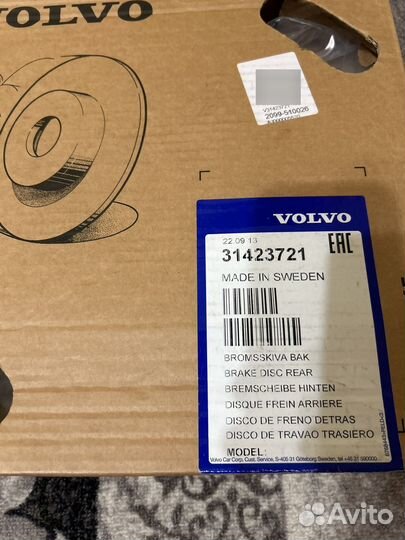 VOLVO
V31423721
2099-510026
VOLVO
22.09 13
31423721
EAC
MADE IN SWEDEN
BROMSSKIVA BAK
BRAKE DISC REAR
BREMSCHEIBE HINTEN
DISQUE FREIN ARRIERE
DISCO DE FRENO DETRAS
DISCO DE TRAVAO TRASIERO
MODEL:
Volvo Car Corp. Cust. Service, S-405 31 Göteborg Sweden, tel +46 31 590000
Avito